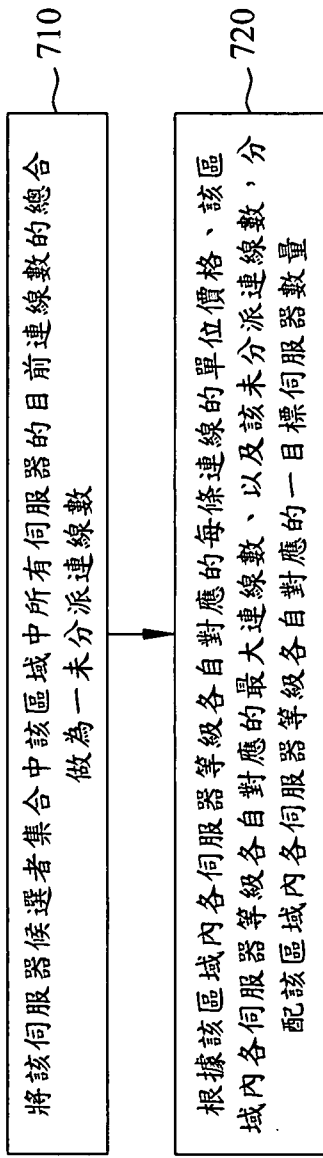 將該伺服器候選者集合中該區域中所有伺服器的目前連線數的總合
做為一未分派連線數
710
根據該區域內各伺服器等級各自對應的每條連線的單位價格、該區
域內各伺服器等級各自對應的最大連線數、以及該未分派連線數，分
配該區域內各伺服器等級各自對應的一目標伺服器數量
720